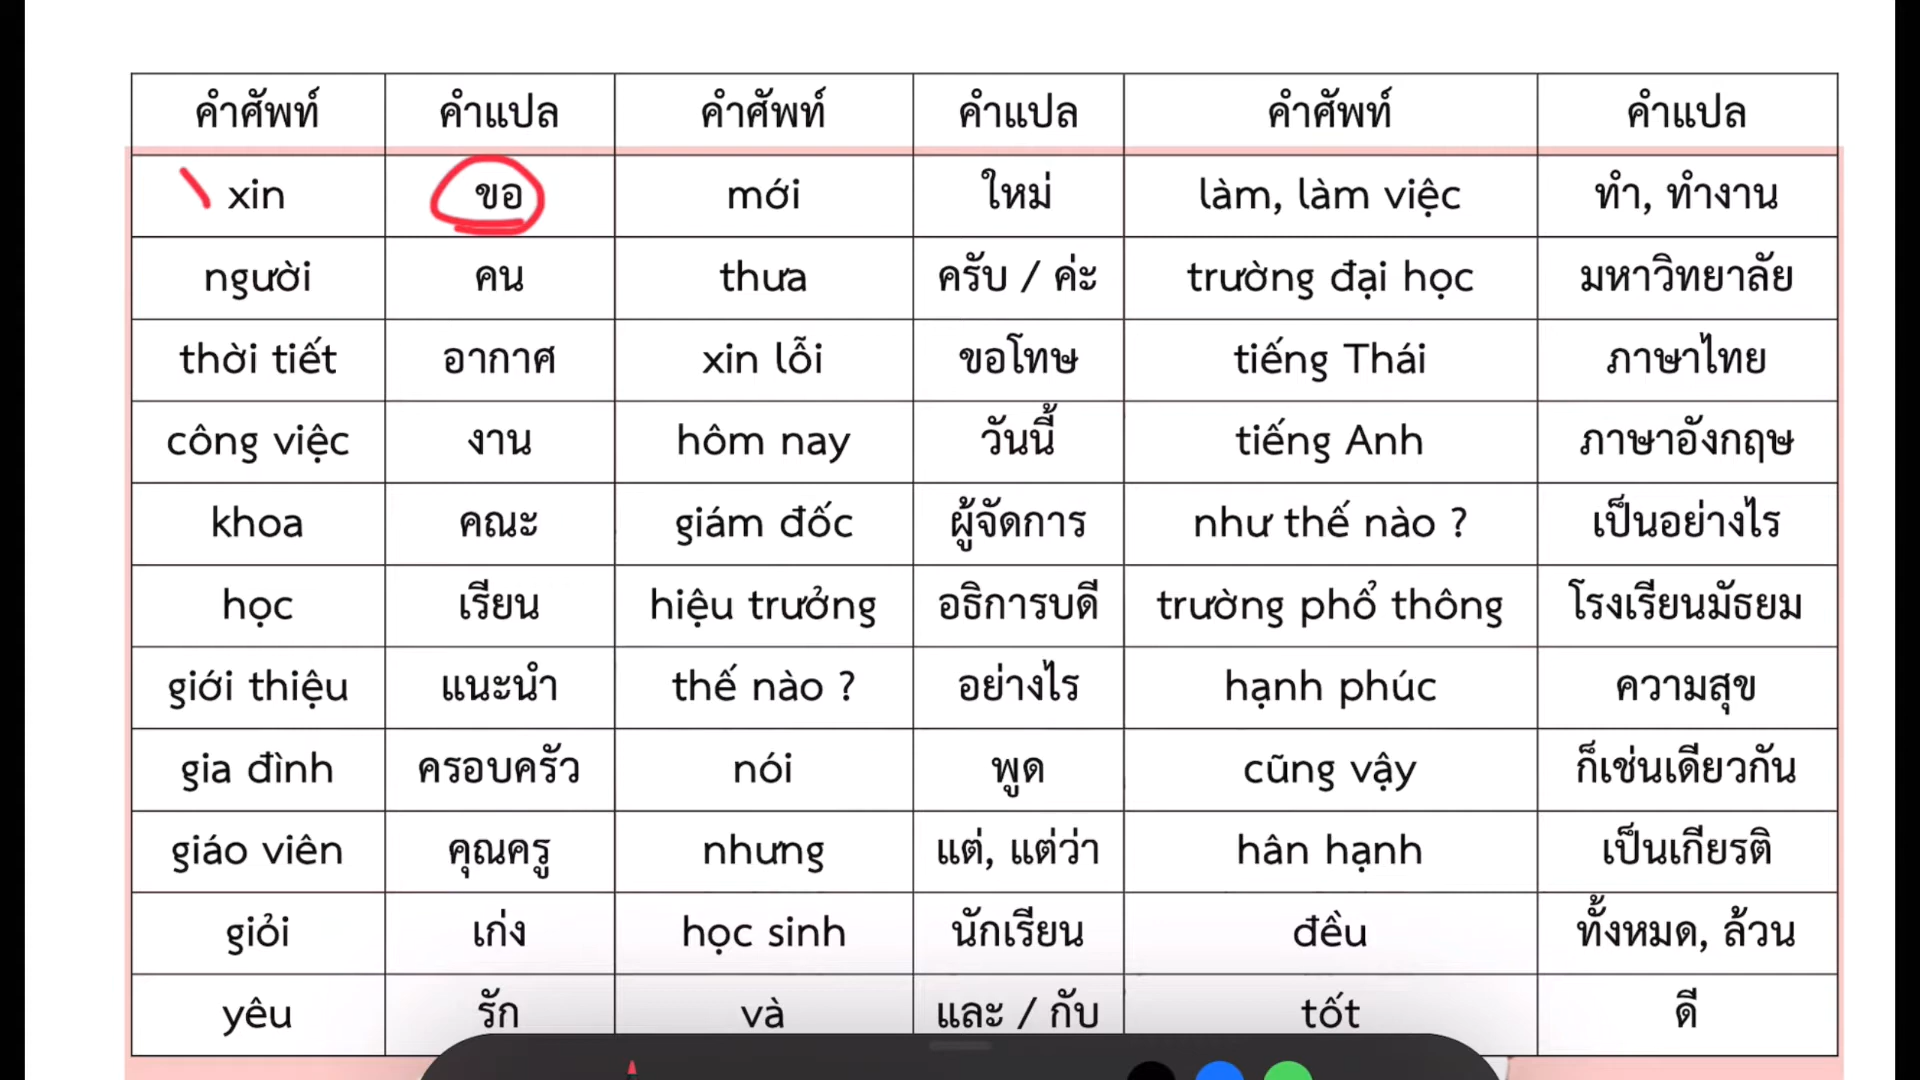 คำศัพท์ คำแปล คำศัพท์ คำแปล คำศัพท์ คำแปล
xin ขอ mới ใหม่ làm, làm việc ทำ, ทำงาน
người คน thưa ครับ / ค่ะ trường đại học มหาวิทยาลัย
thời tiết อากาศ xin lỗi ขอโทษ tiếng Thái ภาษาไทย
công việc งาน hôm nay วันนี้ tiếng Anh ภาษาอังกฤษ
khoa คณะ giám đốc ผู้จัดการ như thế nào ? เป็นอย่างไร
học เรียน hiệu trưởng อธิการบดี trường phổ thông โรงเรียนมัธยม
giới thiệu แนะนำ thế nào ? อย่างไร hạnh phúc ความสุข
gia đình ครอบครัว nói พูด cũng vậy ก็เช่นเดียวกัน
giáo viên คุณครู nhưng แต่, แต่ว่า hân hạnh เป็นเกียรติ
giỏi เก่ง học sinh นักเรียน đều ทั้งหมด, ล้วน
yêu รัก và และ / กับ tốt ดี